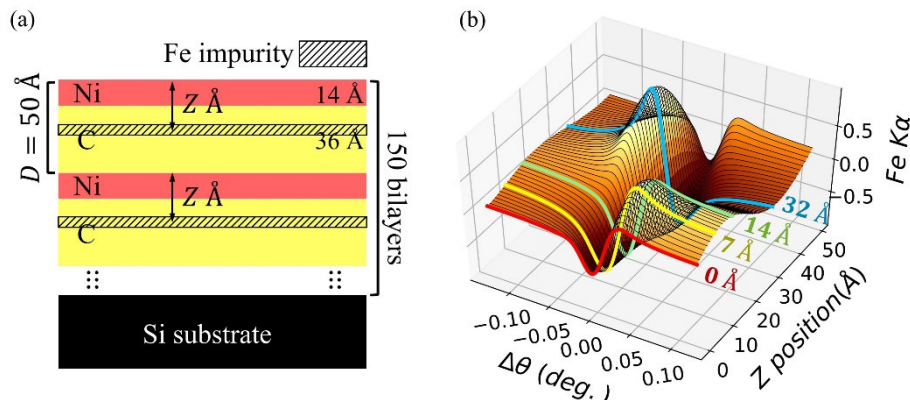 (a)
Fe impurity
D = 50 Å
Ni
14 Å
Z Å
C
36 Å
150 bilayers
Ni
Z Å
C
Si substrate
(b)
0.5
0.0
−0.5
Fe Kα
32 Å
14 Å
7 Å
0 Å
−0.10
−0.05
0.00
0.05
0.10
Δθ (deg.)
0
10
20
30
40
50
Z position(Å)